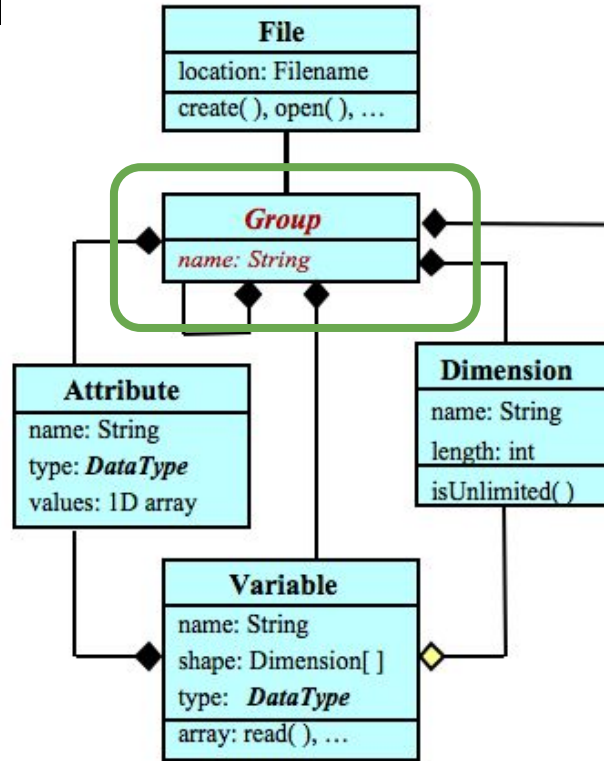 File
location: Filename
create( ), open( ), …
Group
name: String
Attribute
name: String
type: DataType
values: 1D array
Dimension
name: String
length: int
isUnlimited( )
Variable
name: String
shape: Dimension[ ]
type: DataType
array: read( ), …